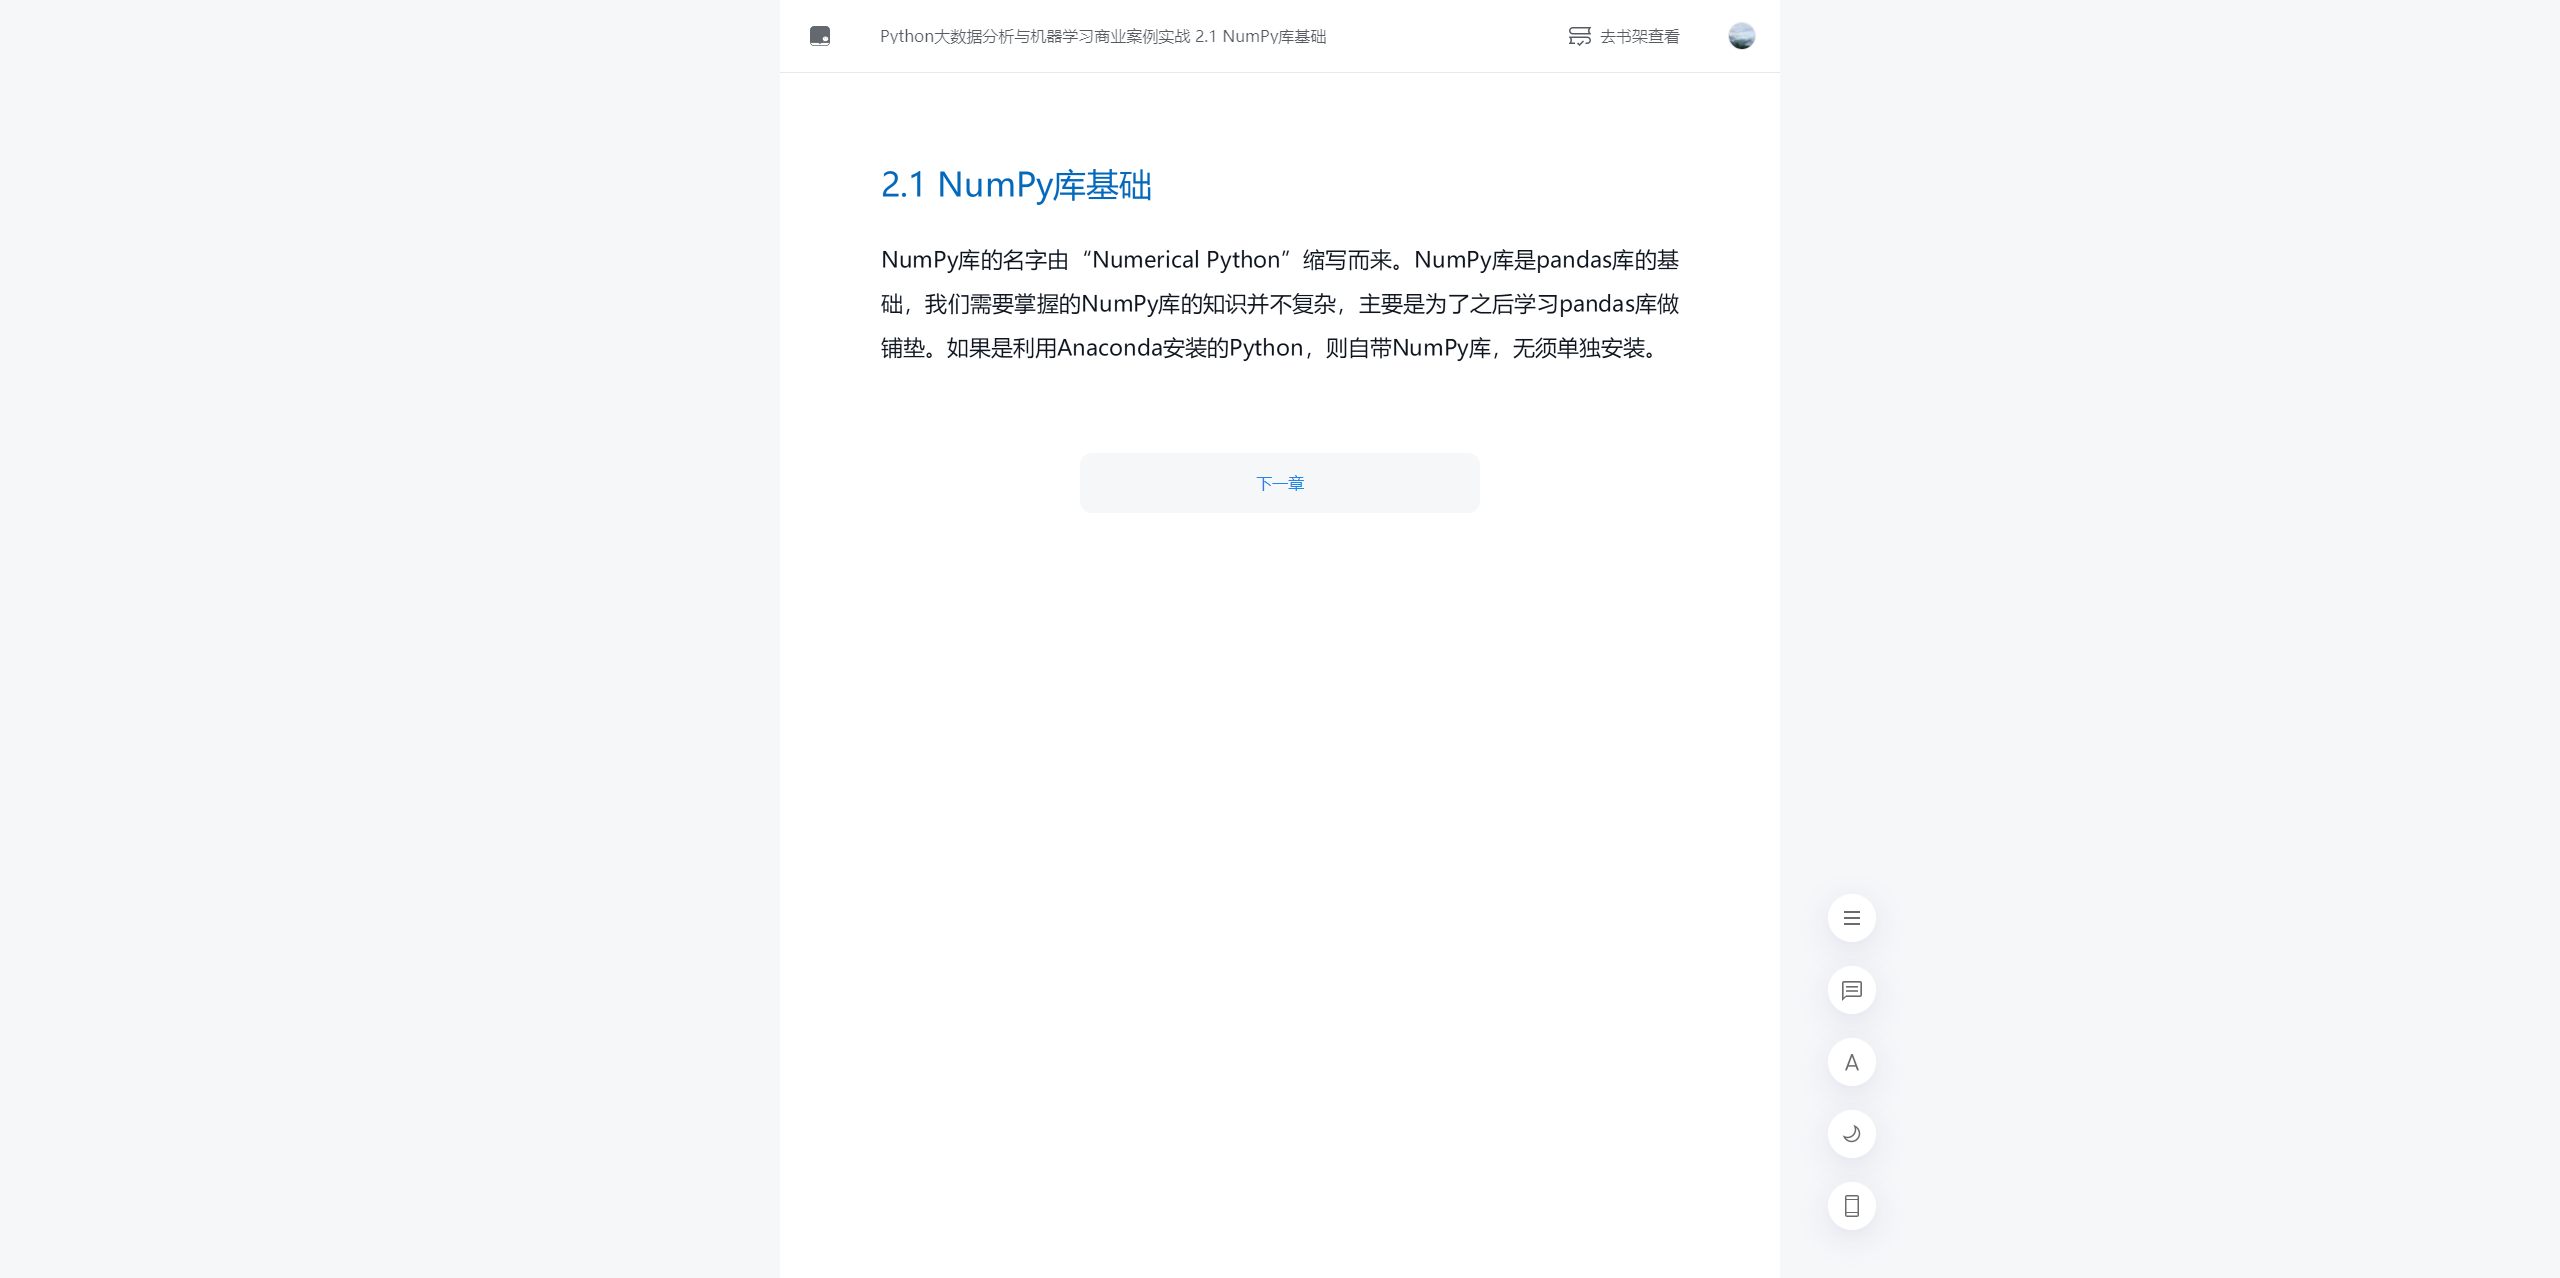 Python大数据分析与机器学习商业案例实战 2.1 NumPy库基础
去书架查看
2.1 NumPy库基础
NumPy库的名字由“Numerical Python”缩写而来。NumPy库是pandas库的基
础，我们需要掌握的NumPy库的知识并不复杂，主要是为了之后学习pandas库做
铺垫。如果是利用Anaconda安装的Python，则自带NumPy库，无须单独安装。
下一章
A